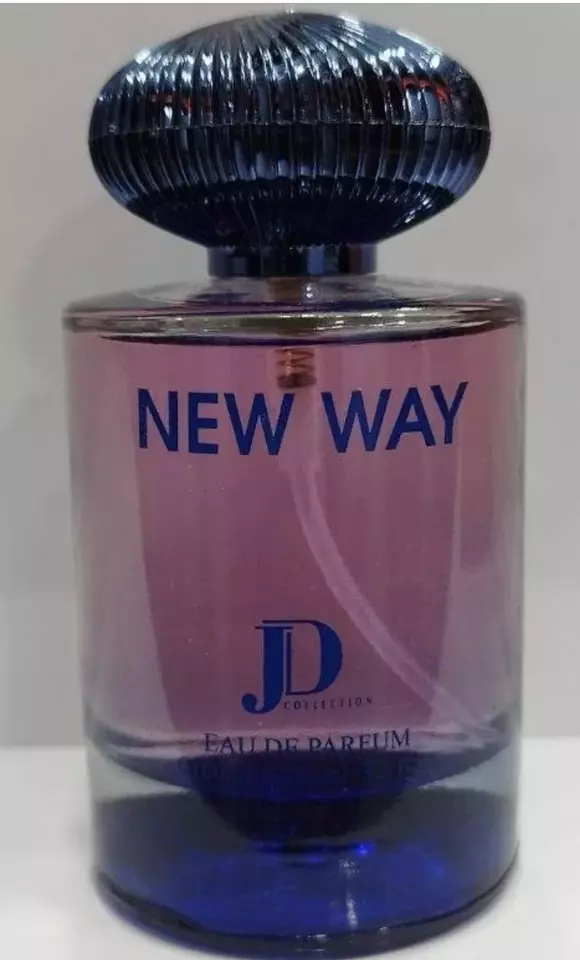 NEW WAY
JD
COLLECTION
EAU DE PARFUM